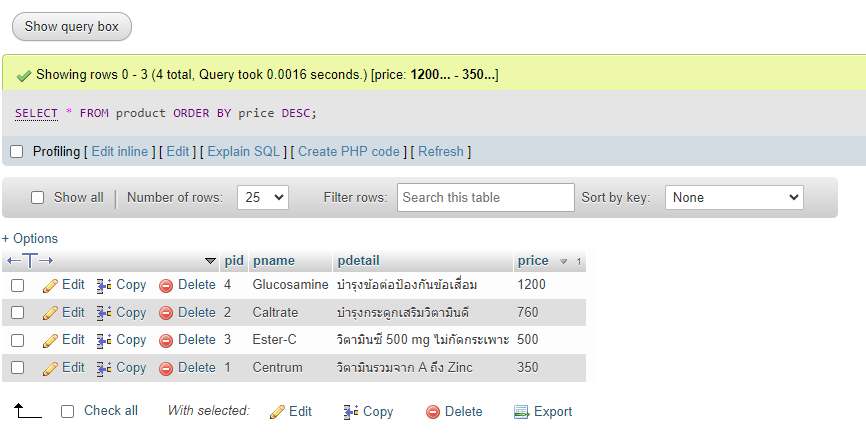 Show query box
Showing rows 0 - 3 (4 total, Query took 0.0016 seconds.) [price: 1200... - 350...]
SELECT * FROM product ORDER BY price DESC;
Profiling [ Edit inline ] [ Edit ] [ Explain SQL ] [ Create PHP code ] [ Refresh ]
Show all Number of rows: 25 Filter rows: Search this table Sort by key: None
+ Options
pid pname pdetail price 1
Edit Copy Delete 4 Glucosamine บำรุงข้อต่อป้องกันข้อเสื่อม 1200
Edit Copy Delete 2 Caltrate บำรุงกระดูกเสริมวิตามินดี 760
Edit Copy Delete 3 Ester-C วิตามินซี 500 mg ไม่กัดกระเพาะ 500
Edit Copy Delete 1 Centrum วิตามินรวมจาก A ถึง Zinc 350
Check all With selected: Edit Copy Delete Export